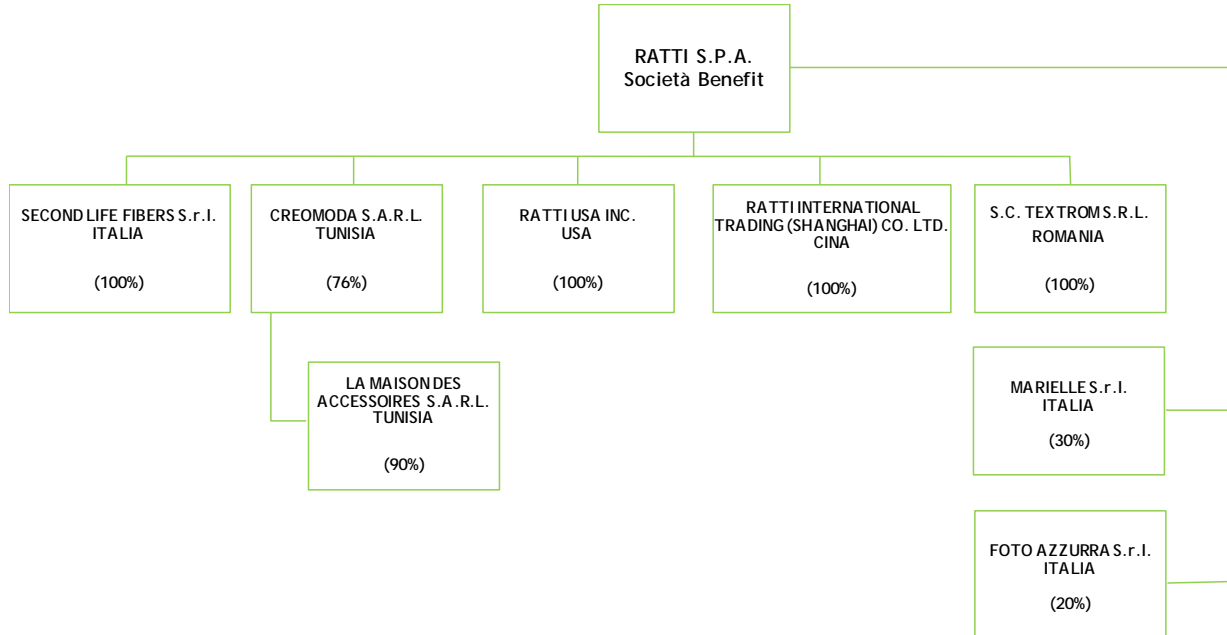 RATTI S.P.A.
Società Benefit
SECOND LIFE FIBERS S.r.l.
ITALIA
(100%)
CREOMODA S.A.R.L.
TUNISIA
(76%)
RATTI USA INC.
USA
(100%)
RATTI INTERNATIONAL
TRADING (SHANGHAI) CO. LTD.
CINA
(100%)
S.C. TEXTROM S.R.L.
ROMANIA
(100%)
LA MAISON DES
ACCESSOIRES S.A.R.L.
TUNISIA
(90%)
MARIELLE S.r.l.
ITALIA
(30%)
FOTO AZZURRA S.r.l.
ITALIA
(20%)